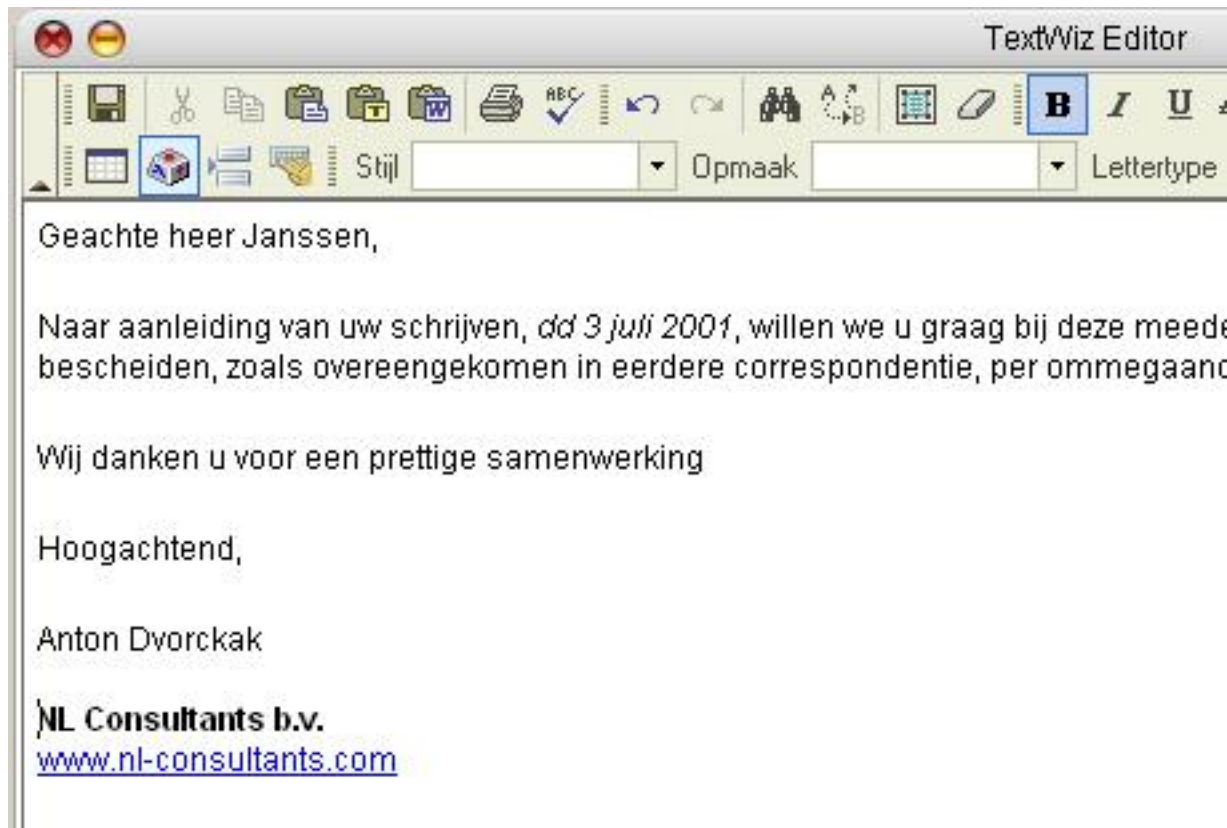 TextWiz Editor
ABC A B B I U
Stijl Opmaak Lettertype
Geachte heer Janssen,
Naar aanleiding van uw schrijven, dd 3 juli 2001, willen we u graag bij deze meede
bescheiden, zoals overeengekomen in eerdere correspondentie, per ommegaand
Wij danken u voor een prettige samenwerking
Hoogachtend,
Anton Dvorckak
NL Consultants b.v.
www.nl-consultants.com